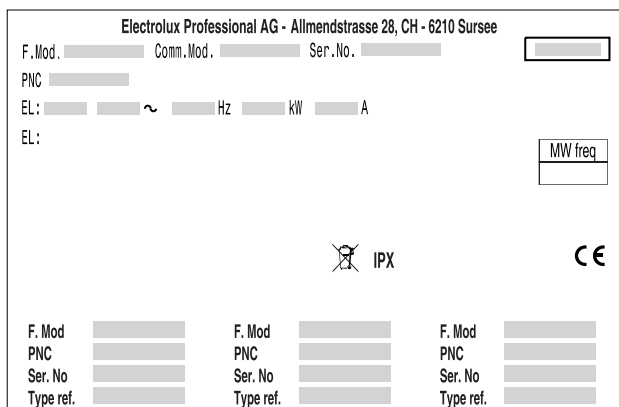 Electrolux Professional AG - Allmendstrasse 28, CH - 6210 Sursee
F.Mod. Comm.Mod. Ser.No.
PNC
EL: ~ Hz kW A
EL:
MW freq
IPX CE
F. Mod F. Mod F. Mod
PNC PNC PNC
Ser. No Ser. No Ser. No
Type ref. Type ref. Type ref.